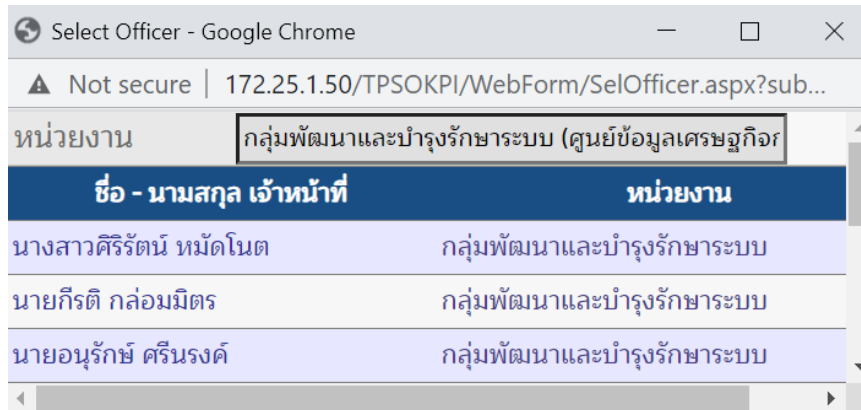 Select Officer - Google Chrome
Not secure | 172.25.1.50/TPSOKPI/WebForm/SelOfficer.aspx?sub...
หน่วยงาน กลุ่มพัฒนาและบำรุงรักษาระบบ (ศูนย์ข้อมูลเศรษฐกิจก
ชื่อ - นามสกุล เจ้าหน้าที่ หน่วยงาน
นางสาวศิริรัตน์ หมัดโนต กลุ่มพัฒนาและบำรุงรักษาระบบ
นายกีรติ กล่อมมิตร กลุ่มพัฒนาและบำรุงรักษาระบบ
นายอนุรักษ์ ศรีนรงค์ กลุ่มพัฒนาและบำรุงรักษาระบบ